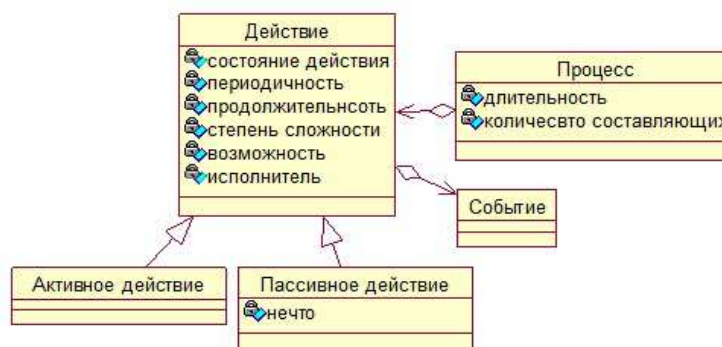 Действие
состояние действия
периодичность
продолжительнсоть
степень сложности
возможность
исполнитель
Процесс
длительность
количесвто составляющих
Событие
Активное действие
Пассивное действие
нечто